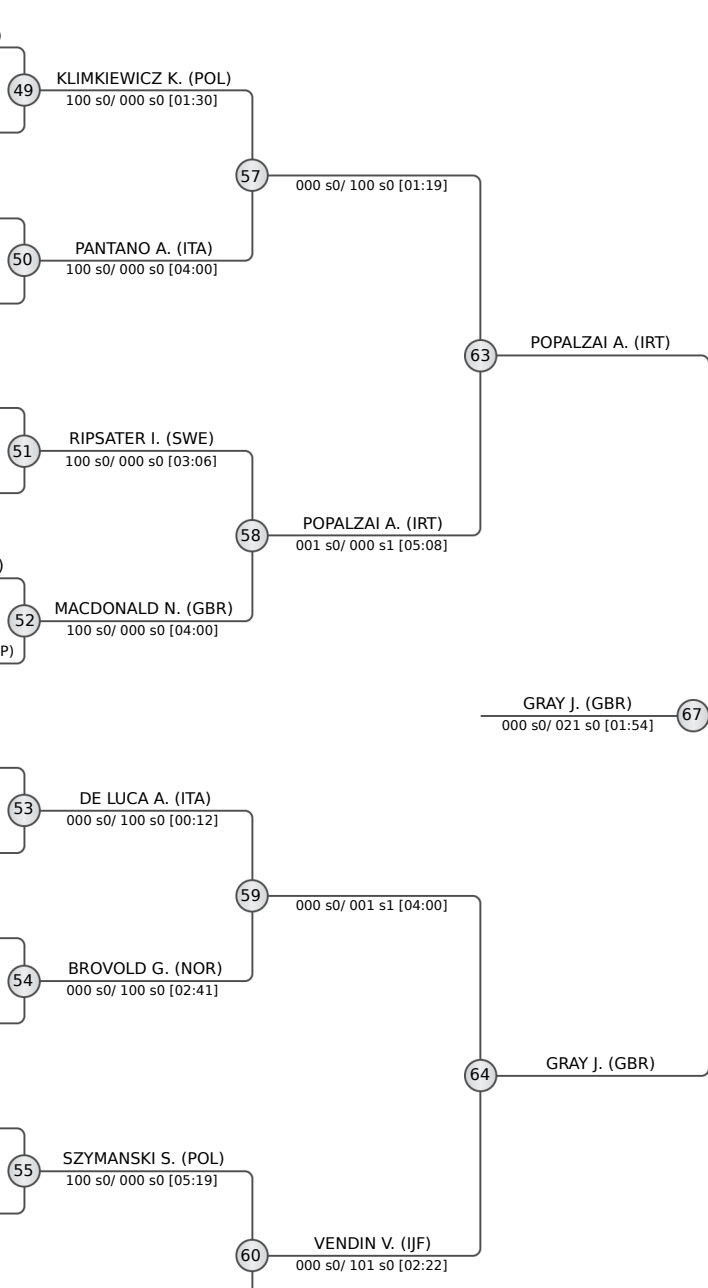 )
49
KLIMKIEWICZ K. (POL)
100 s0/ 000 s0 [01:30]
57
000 s0/ 100 s0 [01:19]
50
PANTANO A. (ITA)
100 s0/ 000 s0 [04:00]
63
POPALZAI A. (IRT)
51
RIPSATER I. (SWE)
100 s0/ 000 s0 [03:06]
58
POPALZAI A. (IRT)
001 s0/ 000 s1 [05:08]
)
52
MACDONALD N. (GBR)
100 s0/ 000 s0 [04:00]
P)
GRAY J. (GBR)
000 s0/ 021 s0 [01:54]
67
53
DE LUCA A. (ITA)
000 s0/ 100 s0 [00:12]
59
000 s0/ 001 s1 [04:00]
54
BROVOLD G. (NOR)
000 s0/ 100 s0 [02:41]
64
GRAY J. (GBR)
55
SZYMANSKI S. (POL)
100 s0/ 000 s0 [05:19]
60
VENDIN V. (IJF)
000 s0/ 101 s0 [02:22]